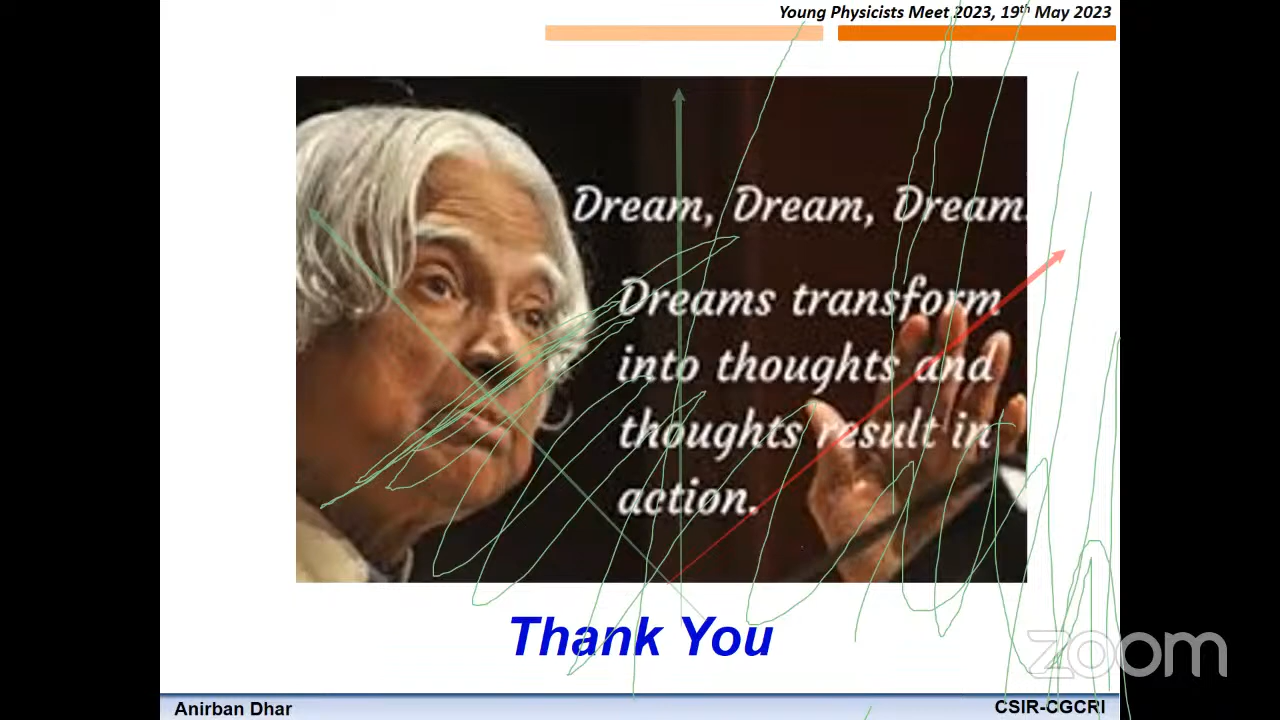 Young Physicists Meet 2023, 19th May 2023
Dream, Dream, Dream.
Dreams transform
into thoughts and
thoughts result in
action.
Thank You
zoom
Anirban Dhar
CSIR-CGCRI